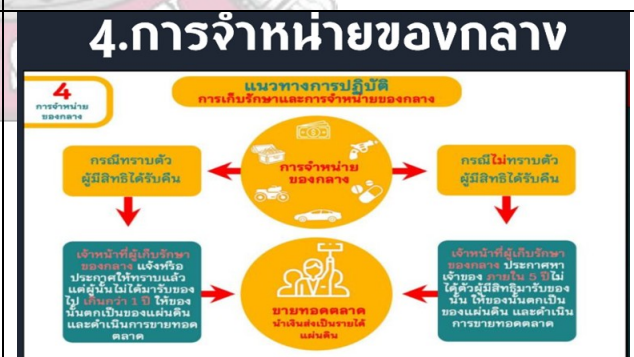 4.การจำหน่ายของกลาง
4
การจำหน่าย
ของกลาง
แนวทางการปฏิบัติ
การเก็บรักษาและการจำหน่ายของกลาง
กรณีทราบตัว
ผู้มีสิทธิได้รับคืน
การจำหน่าย
ของกลาง
กรณีไม่ทราบตัว
ผู้มีสิทธิได้รับคืน
เจ้าหน้าที่ผู้เก็บรักษา
ของกลาง แจ้งหรือ
ประกาศให้ทราบแล้ว
แต่ผู้นั้นไม่ได้มารับของ
ไป เกินกว่า 1 ปี ให้ของ
นั้นตกเป็นของแผ่นดิน
และดำเนินการขายทอด
ตลาด
ขายทอดตลาด
นำเงินส่งเป็นรายได้
แผ่นดิน
เจ้าหน้าที่ผู้เก็บรักษา
ของกลาง ประกาศหา
เจ้าของ ภายใน 5 ปีไม่
ได้ตัวผู้มีสิทธิมารับของ
นั้น ให้ของนั้นตกเป็น
ของแผ่นดิน และดำเนิน
การขายทอดตลาด